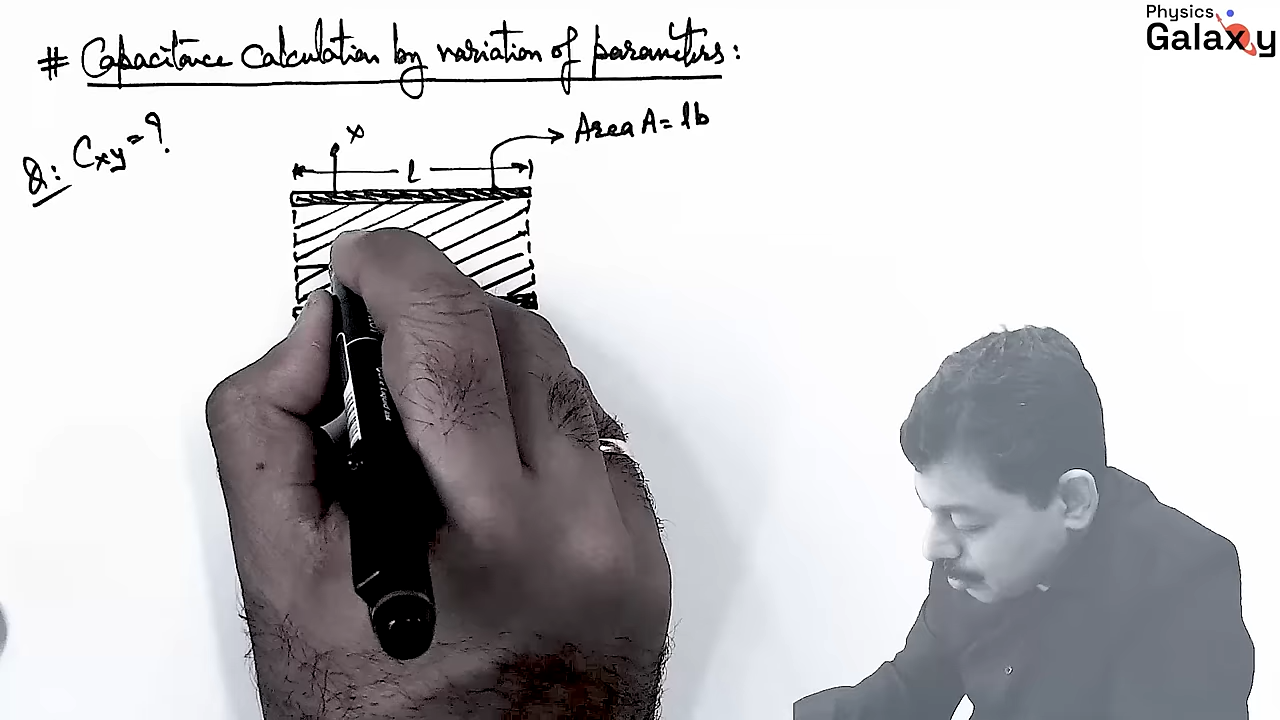 Physics
Galaxy
# Capacitance calculation by variation of parameters:
Q: Cxy = ?
x
Area A = lb
l